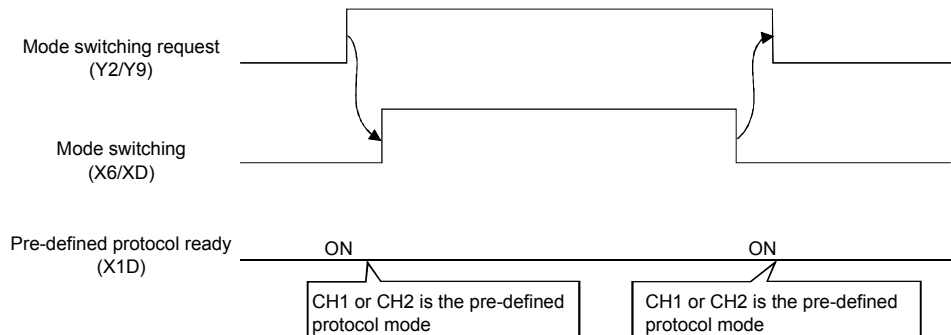 Mode switching request
(Y2/Y9)
Mode switching
(X6/XD)
Pre-defined protocol ready
(X1D)
ON
ON
CH1 or CH2 is the pre-defined
protocol mode
CH1 or CH2 is the pre-defined
protocol mode